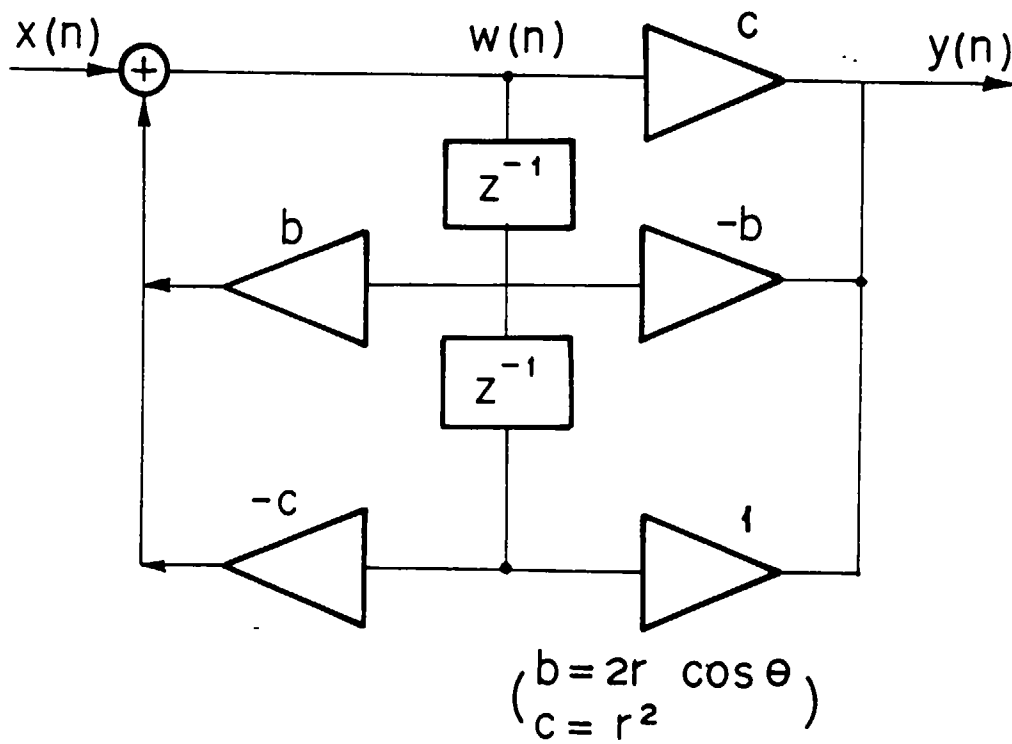 x(n)
w(n)
c
y(n)
+
z⁻¹
b
-b
z⁻¹
-c
1
( b = 2r cos θ )
c = r²